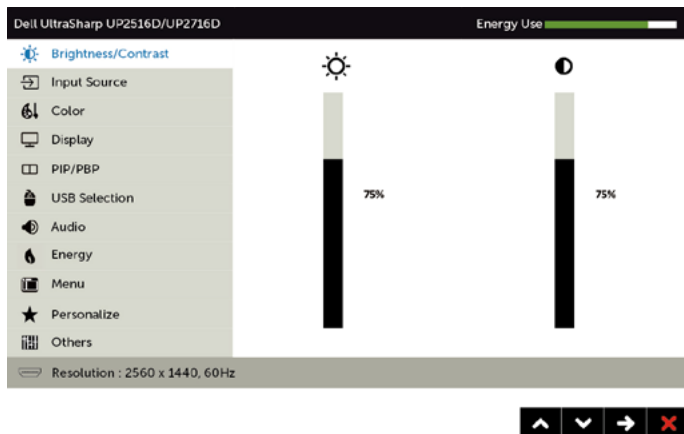 Dell UltraSharp UP2516D/UP2716D Energy Use
Brightness/Contrast
Input Source
Color
Display
PIP/PBP
USB Selection
Audio
Energy
Menu
Personalize
Others
75% 75%
Resolution : 2560 x 1440, 60Hz